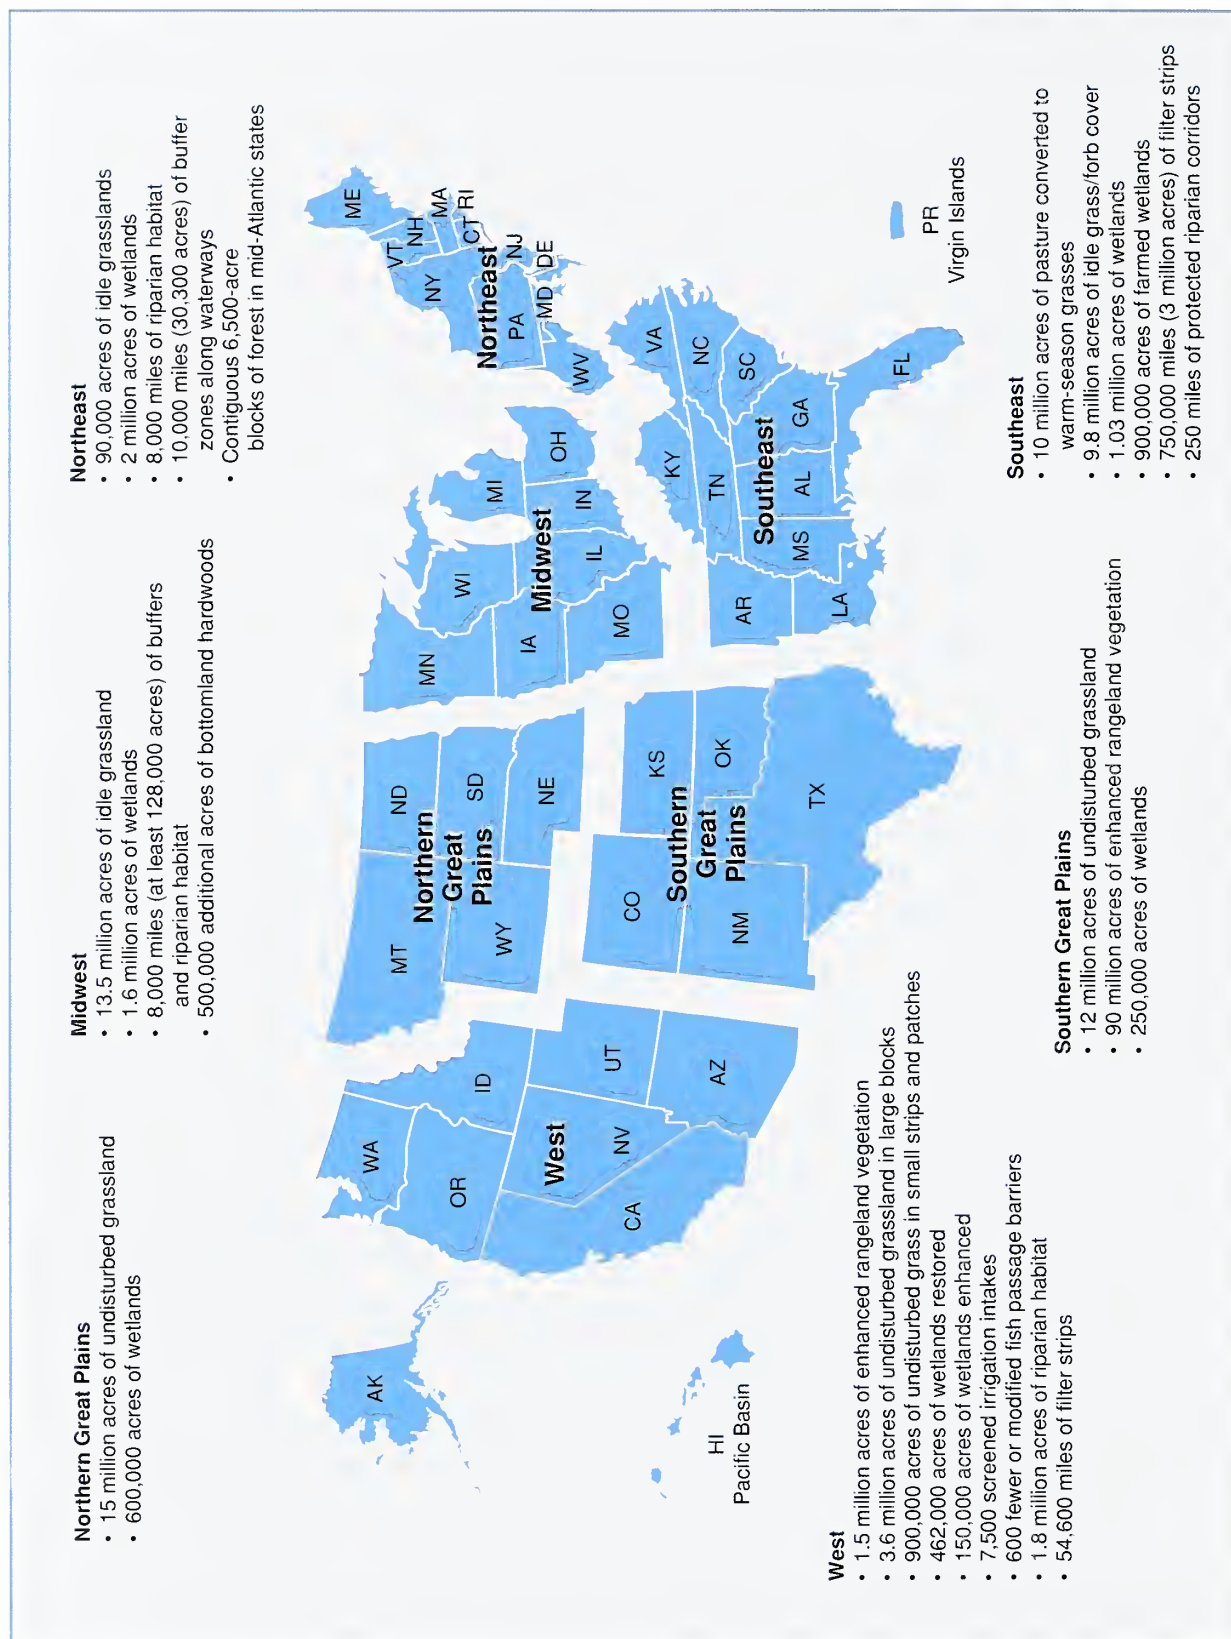 Northern Great Plains
• 15 million acres of undisturbed grassland
• 600,000 acres of wetlands
Midwest
• 13.5 million acres of idle grassland
• 1.6 million acres of wetlands
• 8,000 miles (at least 128,000 acres) of buffers
and riparian habitat
• 500,000 additional acres of bottomland hardwoods
Northeast
• 90,000 acres of idle grasslands
• 2 million acres of wetlands
• 8,000 miles of riparian habitat
• 10,000 miles (30,300 acres) of buffer
zones along waterways
• Contiguous 6,500-acre
blocks of forest in mid-Atlantic states
AK
HI
Pacific Basin
WA
OR
ID
West
NV
UT
CA
AZ
MT
ND
Northern
Great
Plains
SD
WY
NE
CO
KS
Southern
Great
Plains
OK
NM
TX
MN
WI
MI
IA
Midwest
IL
IN
OH
MO
ME
VT
NH
MA
RI
CT
NY
Northeast
PA
NJ
MD
DE
WV
KY
VA
TN
NC
SC
Southeast
AR
MS
AL
GA
LA
FL
PR
Virgin Islands
West
• 1.5 million acres of enhanced rangeland vegetation
• 3.6 million acres of undisturbed grassland in large blocks
• 900,000 acres of undisturbed grass in small strips and patches
• 462,000 acres of wetlands restored
• 150,000 acres of wetlands enhanced
• 7,500 screened irrigation intakes
• 600 fewer or modified fish passage barriers
• 1.8 million acres of riparian habitat
• 54,600 miles of filter strips
Southern Great Plains
• 12 million acres of undisturbed grassland
• 90 million acres of enhanced rangeland vegetation
• 250,000 acres of wetlands
Southeast
• 10 million acres of pasture converted to
warm-season grasses
• 9.8 million acres of idle grass/forb cover
• 1.03 million acres of wetlands
• 900,000 acres of farmed wetlands
• 750,000 miles (3 million acres) of filter strips
• 250 miles of protected riparian corridors